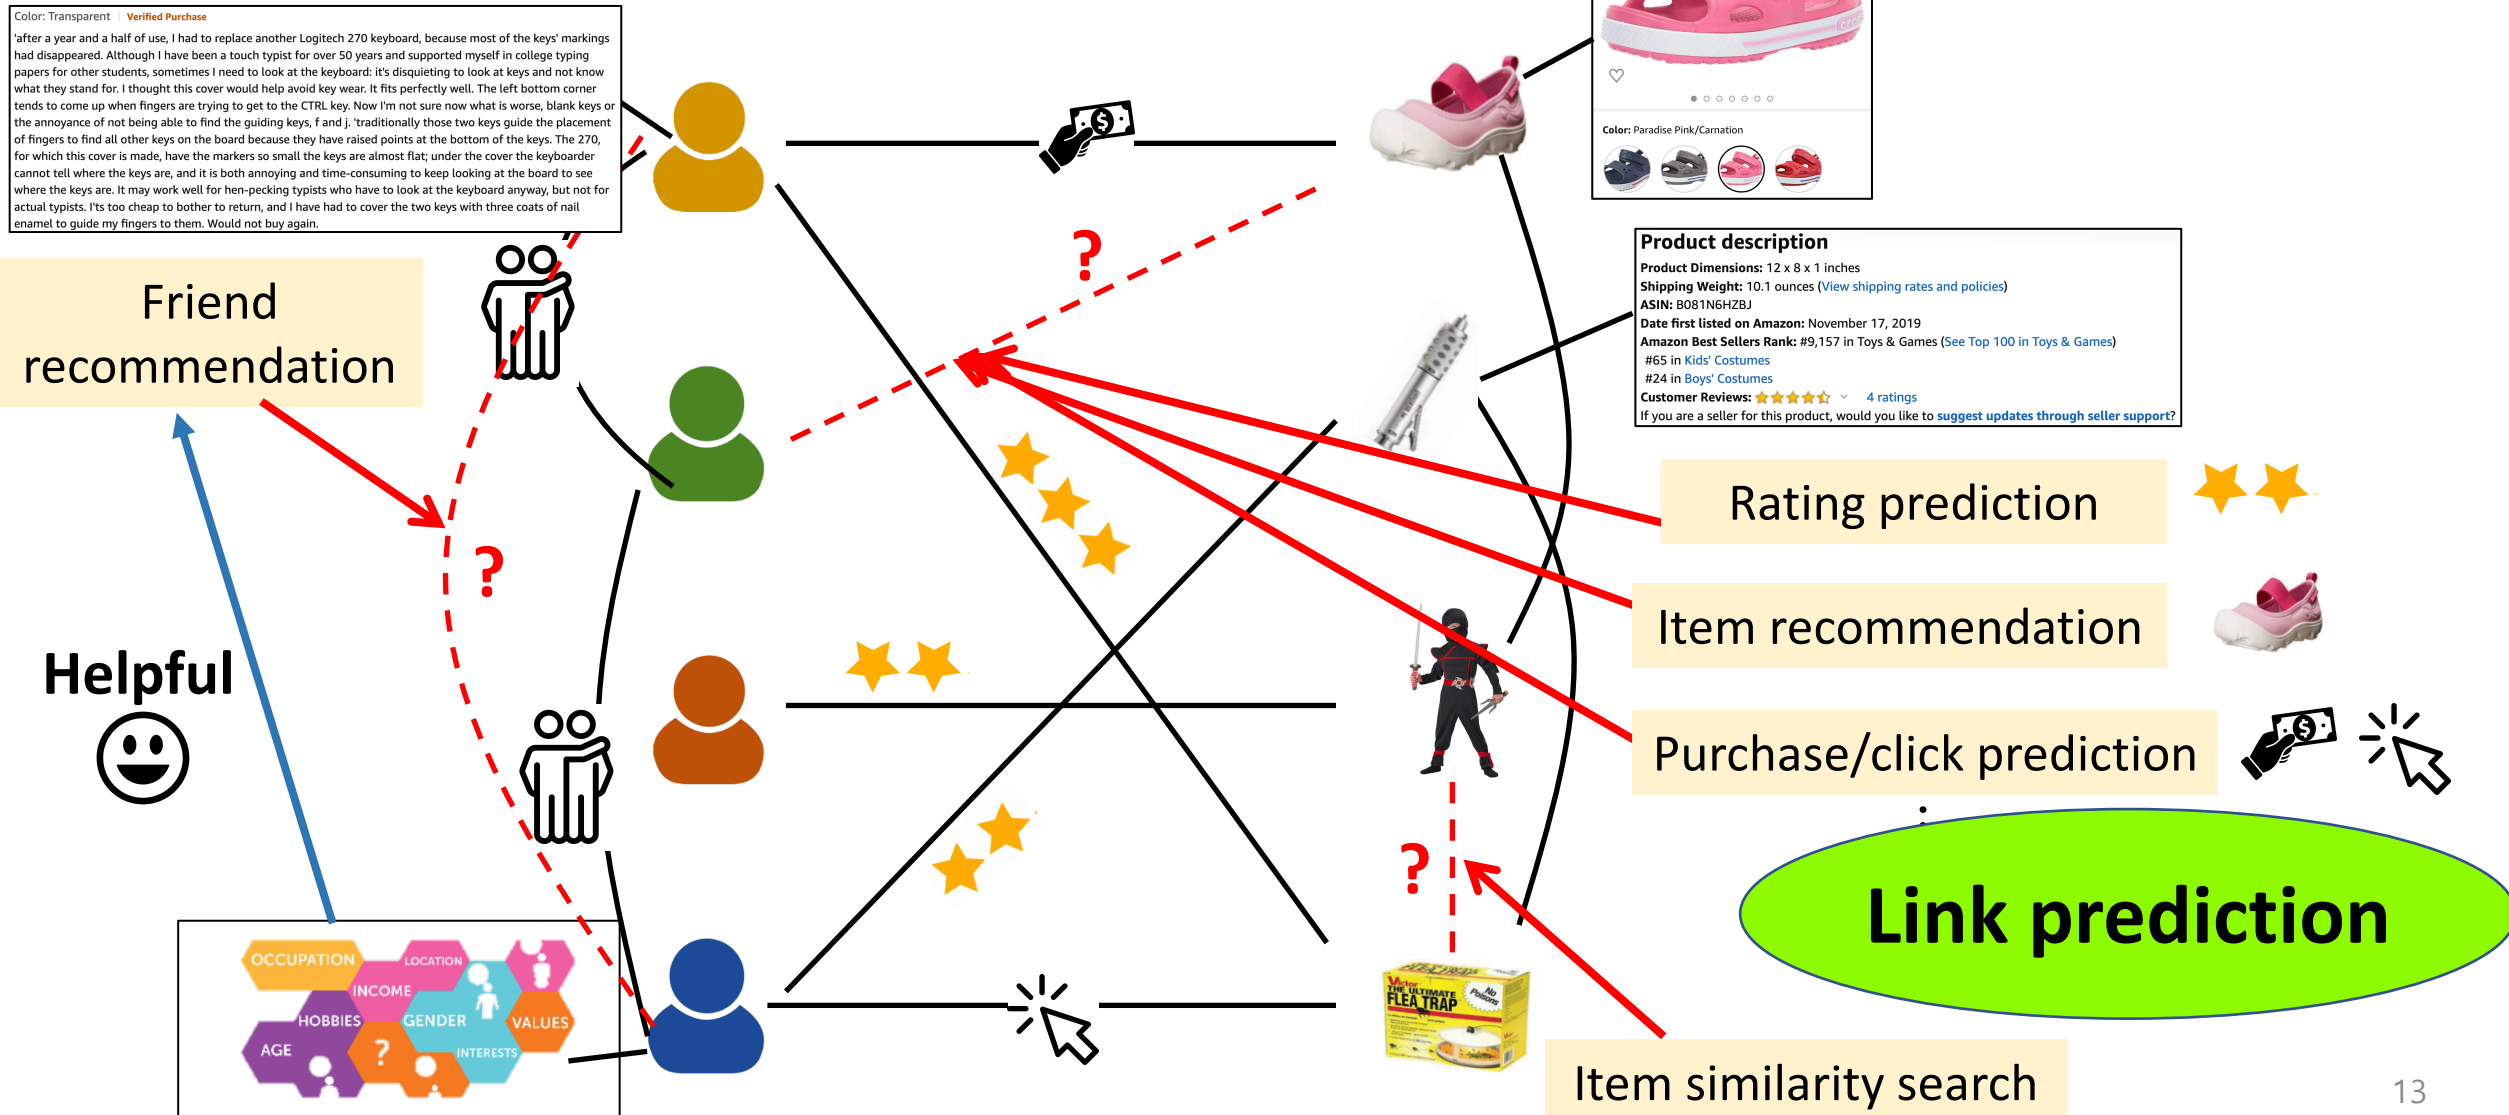 Color: Transparent Verified Purchase
'after a year and a half of use, I had to replace another Logitech 270 keyboard, because most of the keys' markings
had disappeared. Although I have been a touch typist for over 50 years and supported myself in college typing
papers for other students, sometimes I need to look at the keyboard: it's disquieting to look at keys and not know
what they stand for. I thought this cover would help avoid key wear. It fits perfectly well. The left bottom corner
tends to come up when fingers are trying to get to the CTRL key. Now I'm not sure now what is worse, blank keys or
the annoyance of not being able to find the guiding keys, f and j. 'traditionally those two keys guide the placement
of fingers to find all other keys on the board because they have raised points at the bottom of the keys. The 270,
for which this cover is made, have the markers so small the keys are almost flat; under the cover the keyboarder
cannot tell where the keys are, and it is both annoying and time-consuming to keep looking at the board to see
where the keys are. It may work well for hen-pecking typists who have to look at the keyboard anyway, but not for
actual typists. I'ts too cheap to bother to return, and I have had to cover the two keys with three coats of nail
enamel to guide my fingers to them. Would not buy again.
Color: Paradise Pink/Carnation
Product description
Product Dimensions: 12 x 8 x 1 inches
Shipping Weight: 10.1 ounces (View shipping rates and policies)
ASIN: B081N6HZBJ
Date first listed on Amazon: November 17, 2019
Amazon Best Sellers Rank: #9,157 in Toys & Games (See Top 100 in Toys & Games)
#65 in Kids' Costumes
#24 in Boys' Costumes
Customer Reviews: 4 ratings
If you are a seller for this product, would you like to suggest updates through seller support?
Friend
recommendation
?
?
Rating prediction
Item recommendation
Helpful
Purchase/click prediction
?
Link prediction
OCCUPATION
LOCATION
INCOME
HOBBIES
GENDER
VALUES
AGE
?
INTERESTS
Victor
THE ULTIMATE
FLEA TRAP
No
Poisons
Item similarity search
13